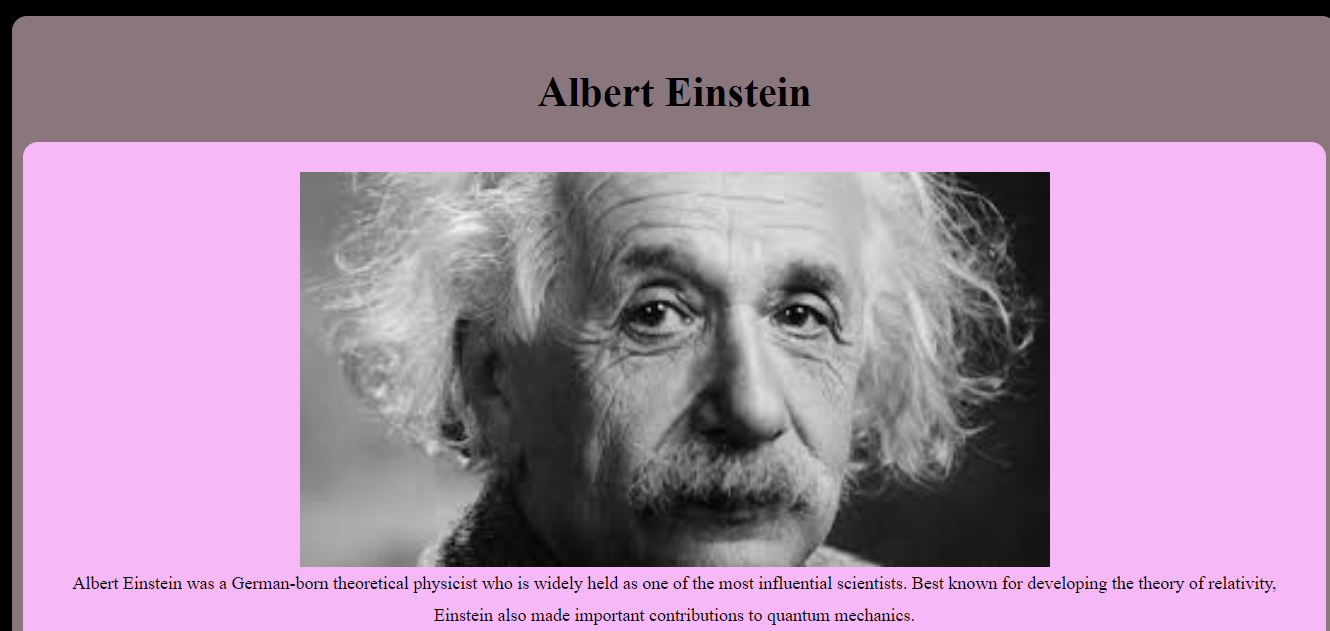 Albert Einstein
Albert Einstein was a German-born theoretical physicist who is widely held as one of the most influential scientists. Best known for developing the theory of relativity,
Einstein also made important contributions to quantum mechanics.